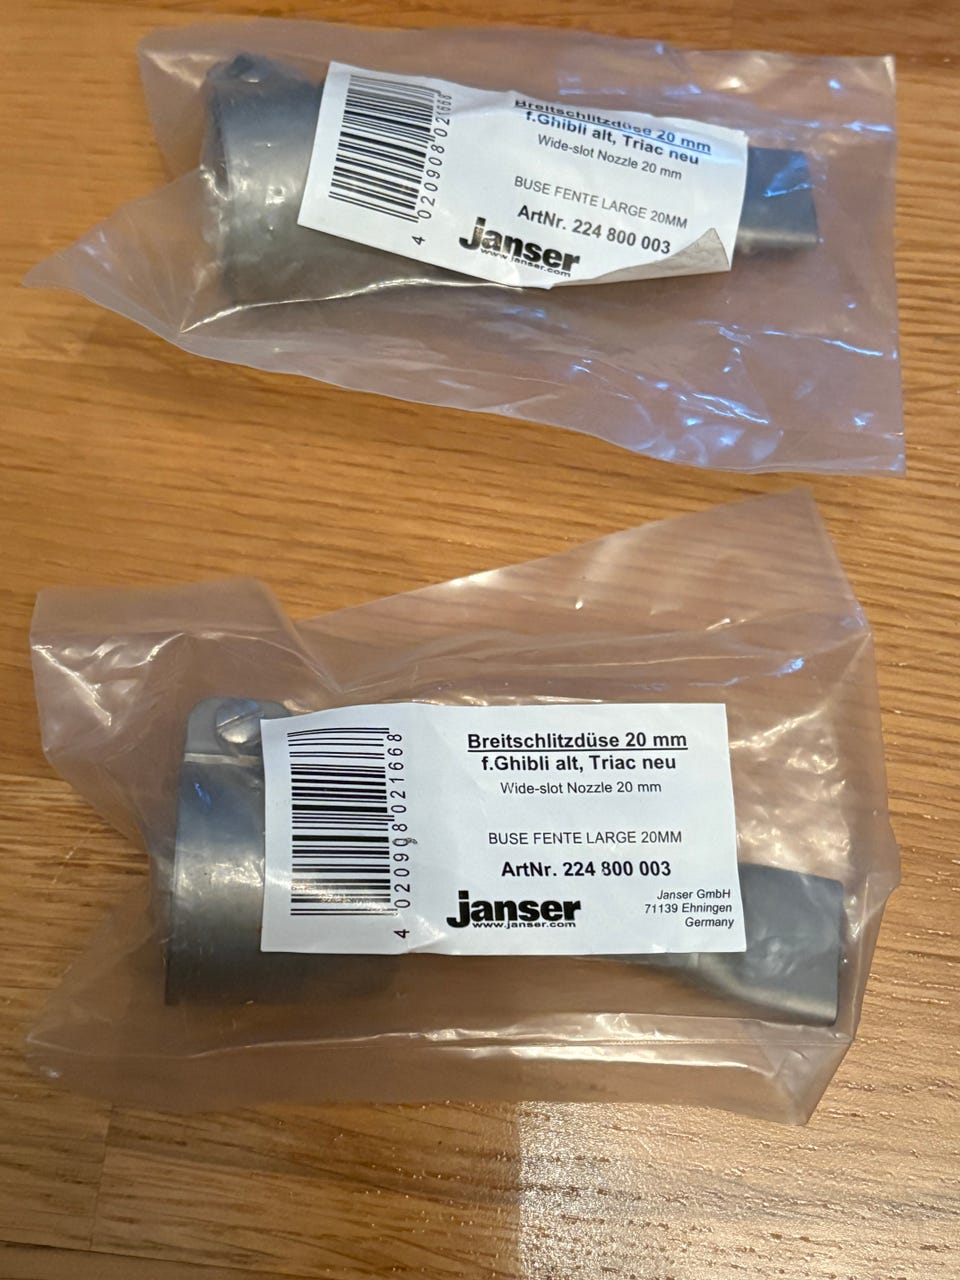 4 020908 021668
Breitschlitzdüse 20 mm
f.Ghibli alt, Triac neu
Wide-slot Nozzle 20 mm
BUSE FENTE LARGE 20MM
ArtNr. 224 800 003
janser
www.janser.com
4 020908 021668
Breitschlitzdüse 20 mm
f.Ghibli alt, Triac neu
Wide-slot Nozzle 20 mm
BUSE FENTE LARGE 20MM
ArtNr. 224 800 003
janser
www.janser.com
Janser GmbH
71139 Ehningen
Germany